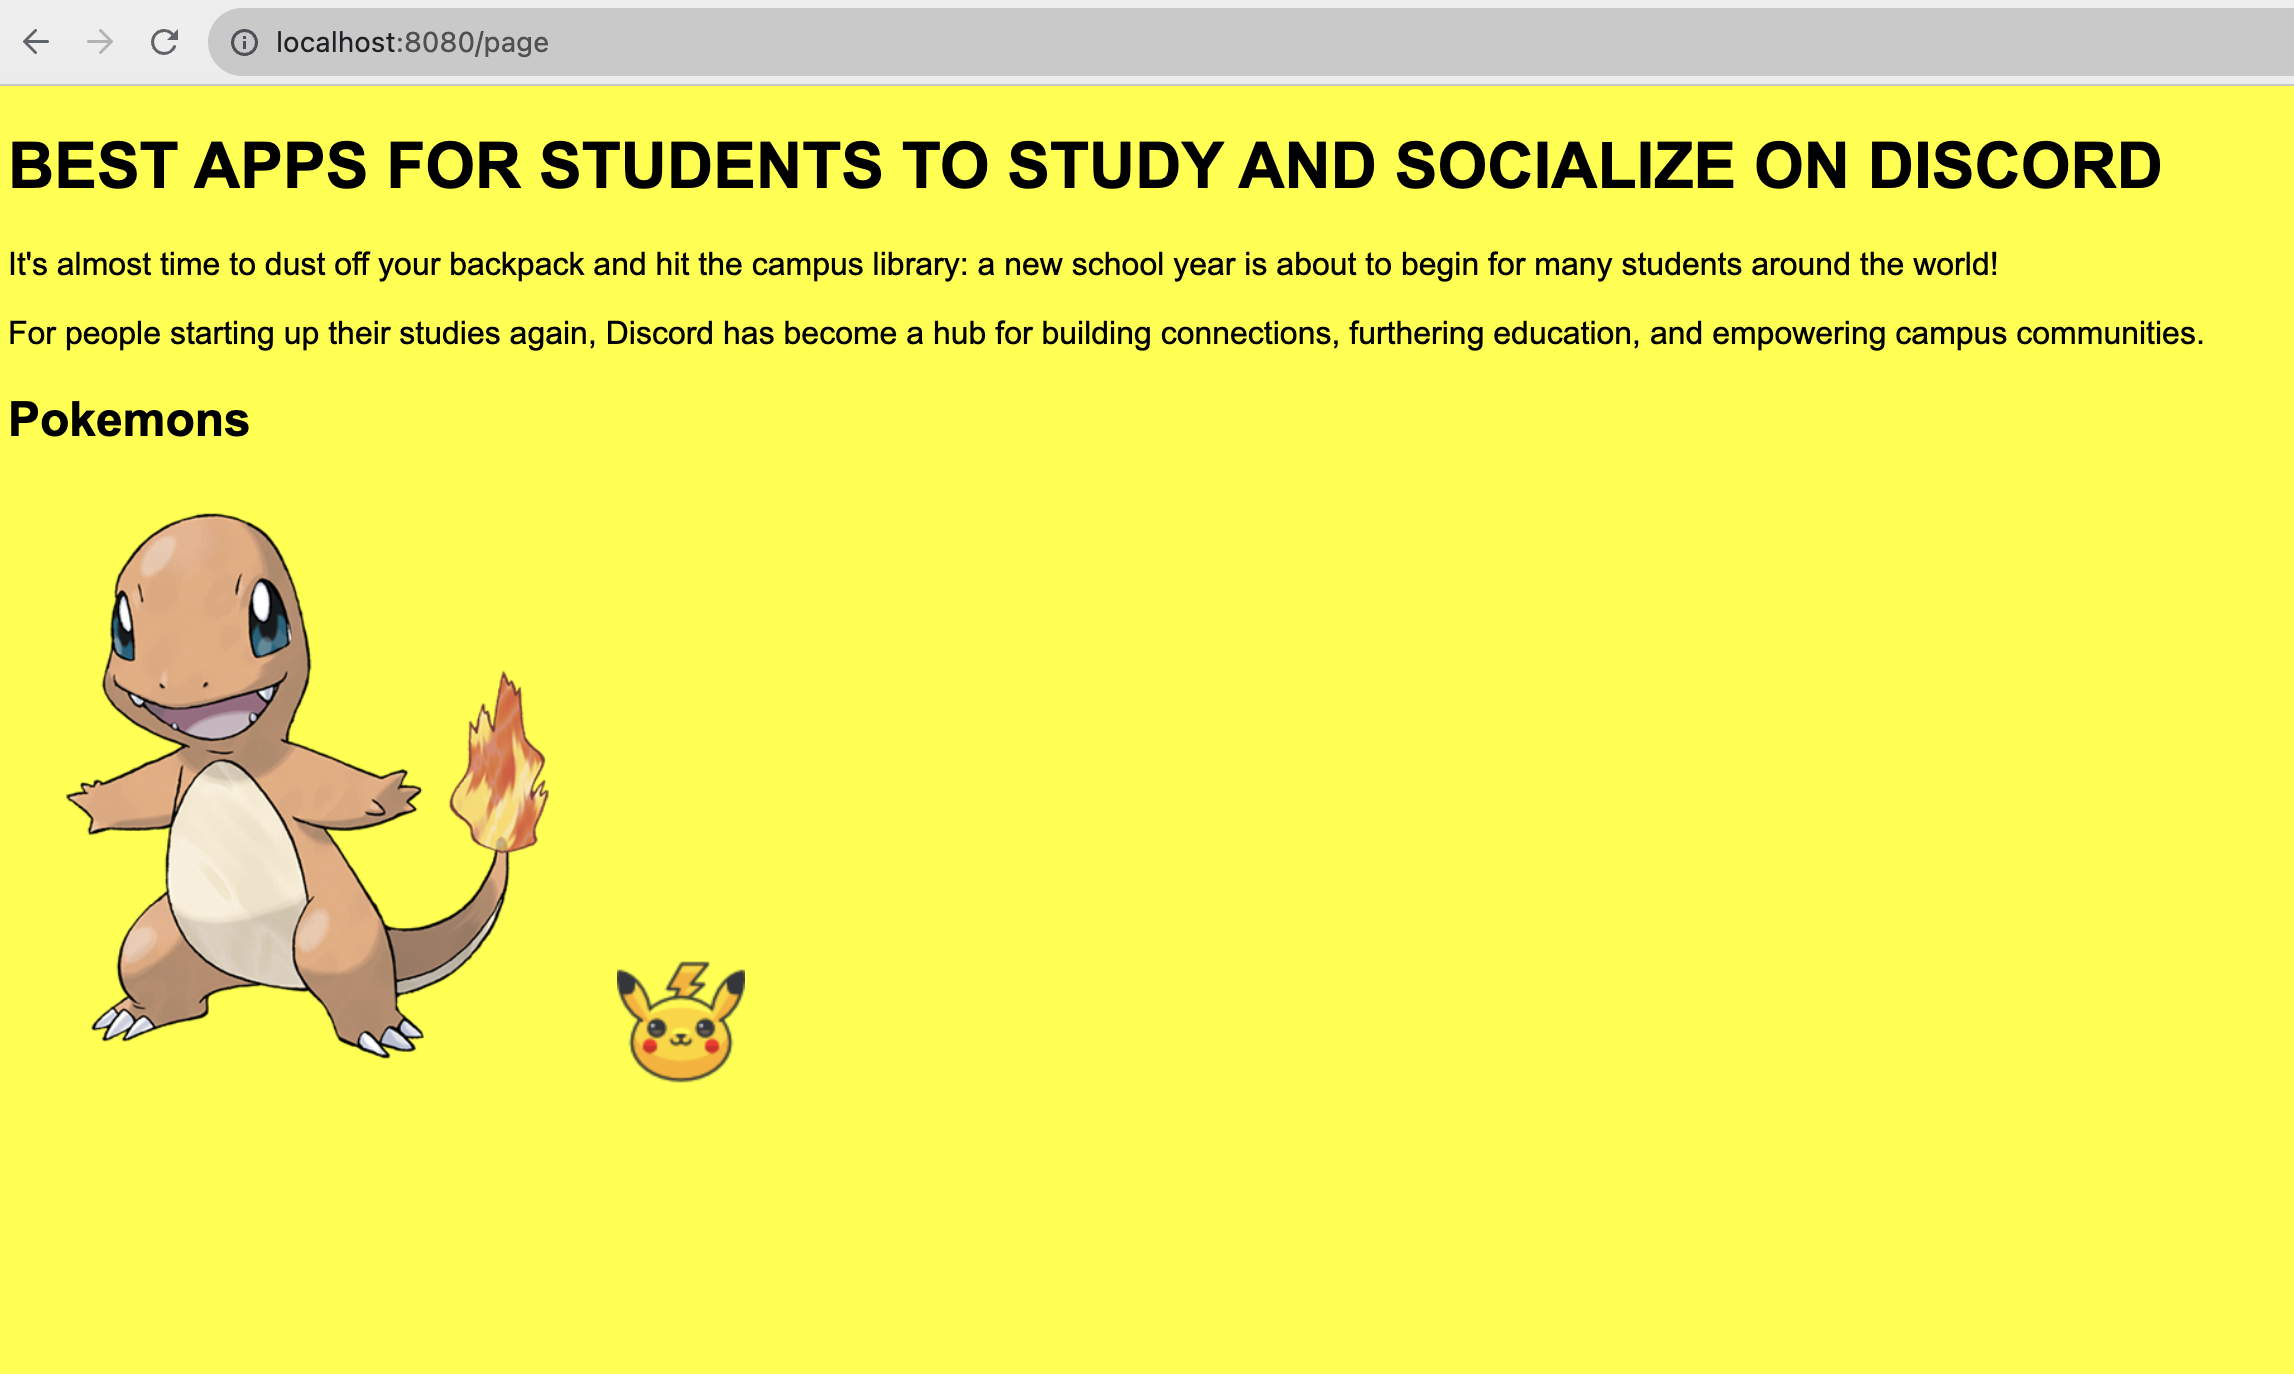 localhost:8080/page
BEST APPS FOR STUDENTS TO STUDY AND SOCIALIZE ON DISCORD
It's almost time to dust off your backpack and hit the campus library: a new school year is about to begin for many students around the world!
For people starting up their studies again, Discord has become a hub for building connections, furthering education, and empowering campus communities.
Pokemons